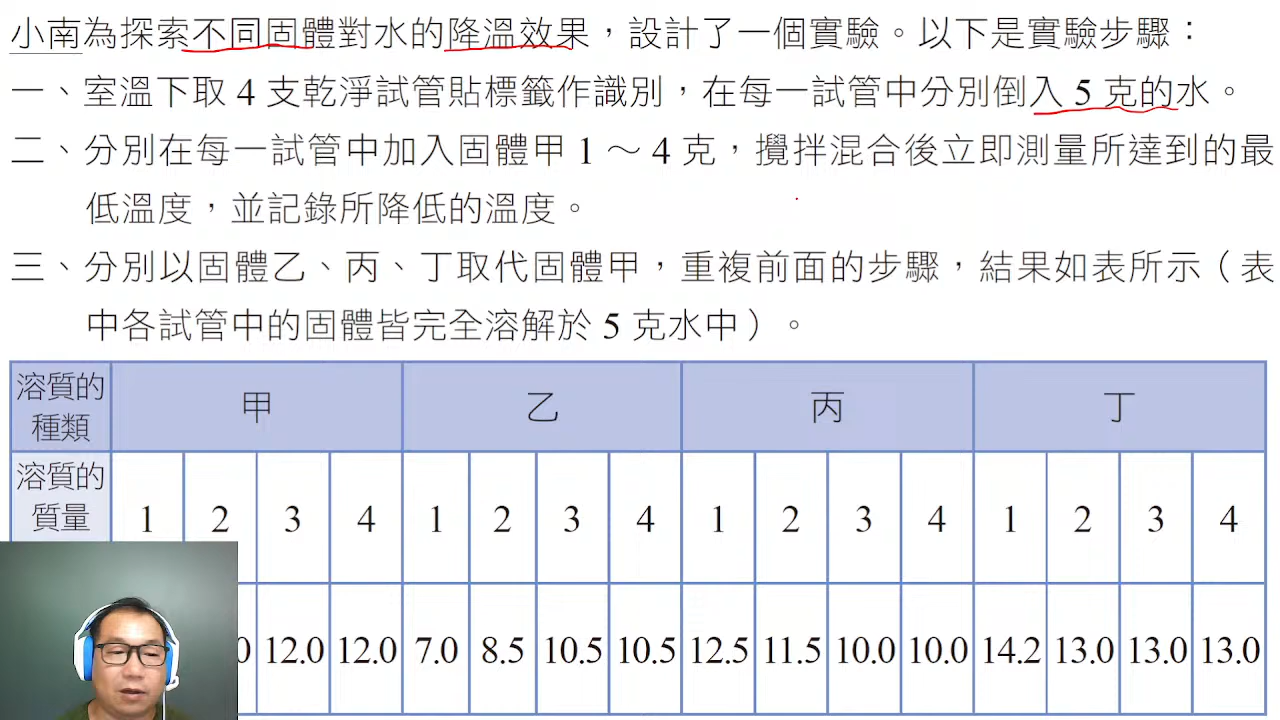 小南為探索不同固體對水的降溫效果，設計了一個實驗。以下是實驗步驟：
一、室溫下取 4 支乾淨試管貼標籤作識別，在每一試管中分別倒入 5 克的水。
二、分別在每一試管中加入固體甲 1～4 克，攪拌混合後立即測量所達到的最
低溫度，並記錄所降低的溫度。
三、分別以固體乙、丙、丁取代固體甲，重複前面的步驟，結果如表所示（表
中各試管中的固體皆完全溶解於 5 克水中）。
溶質的種類 甲 乙 丙 丁
溶質的質量 1 2 3 4 1 2 3 4 1 2 3 4 1 2 3 4
12.0 12.0 7.0 8.5 10.5 10.5 12.5 11.5 10.0 10.0 14.2 13.0 13.0 13.0